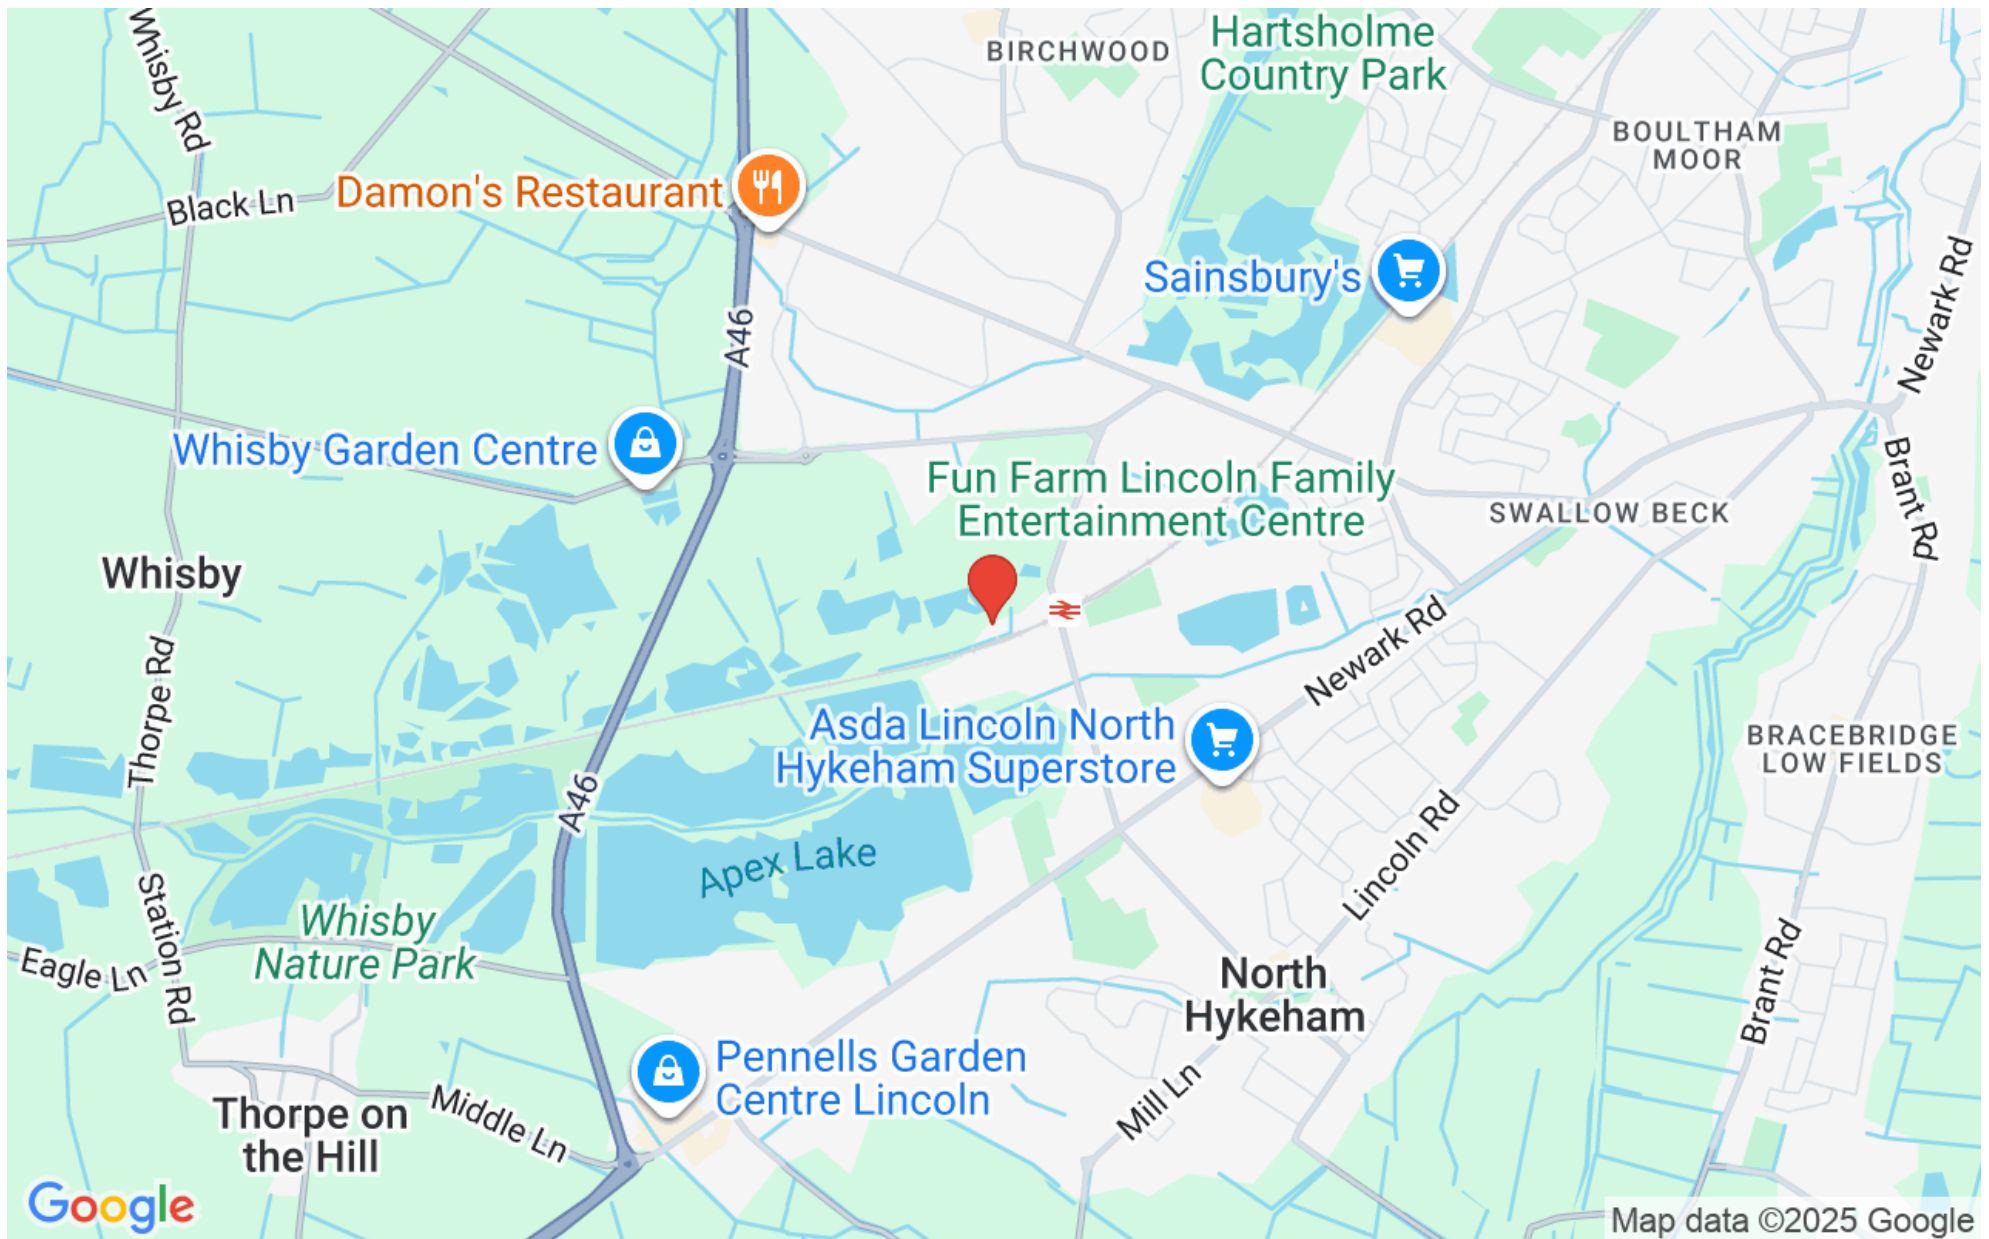 Whisby Rd
BIRCHWOOD
Hartsholme
Country Park
BOULTHAM
MOOR
Black Ln
Damon's Restaurant
Sainsbury's
Newark Rd
A46
Whisby Garden Centre
Fun Farm Lincoln Family
Entertainment Centre
SWALLOW BECK
Brant Rd
Whisby
Newark Rd
Thorpe Rd
Asda Lincoln North
Hykeham Superstore
BRACEBRIDGE
LOW FIELDS
A46
Apex Lake
Lincoln Rd
Station Rd
Whisby
Nature Park
Eagle Ln
North
Hykeham
Brant Rd
Pennells Garden
Centre Lincoln
Mill Ln
Middle Ln
Thorpe on
the Hill
Google
Map data ©2025 Google